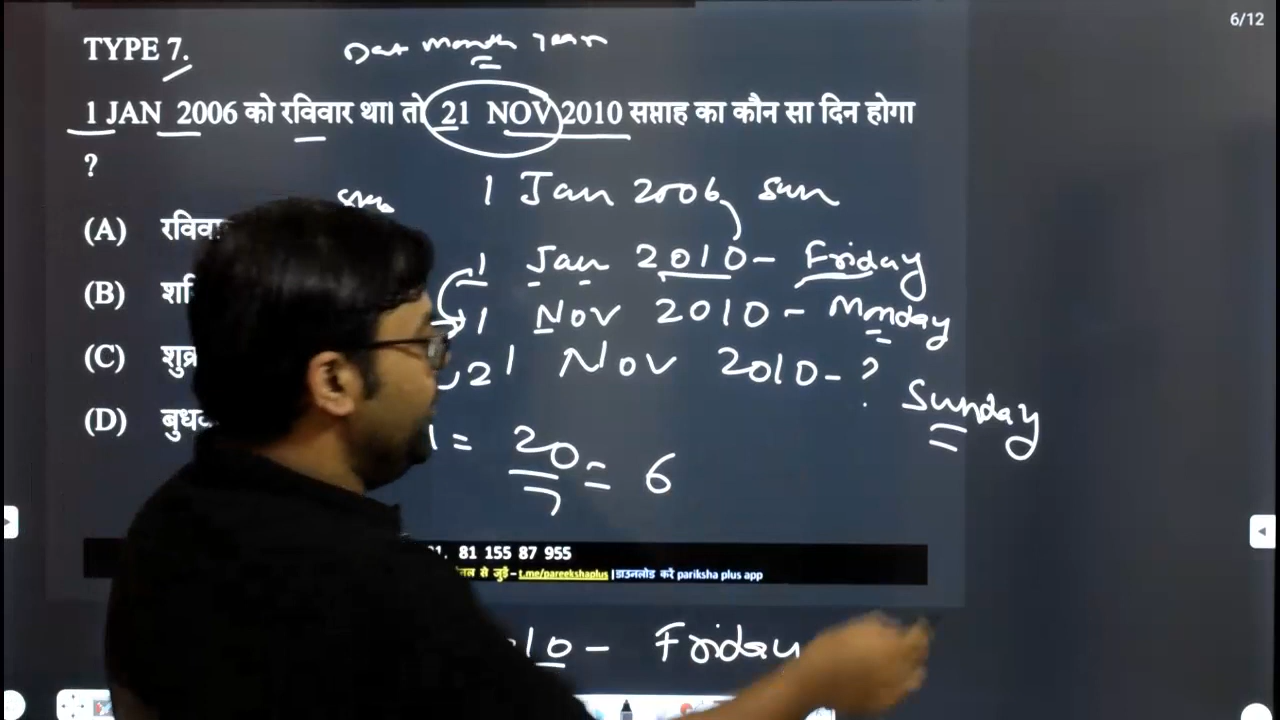 6/12
TYPE 7.
Dat month Year
1 JAN 2006 को रविवार था। तो 21 NOV 2010 सप्ताह का कौन सा दिन होगा
?
1 Jan 2006 sun
(A)
1 Jan 2010 - Friday
(B)
1 Nov 2010 - Monday
(C)
21 Nov 2010 - ?
Sunday
(D)
1 = 20/7 = 6
81 155 87 955
से जुड़ें – t.me/pareekshaplus | डाउनलोड करें pariksha plus app
10 - Friday